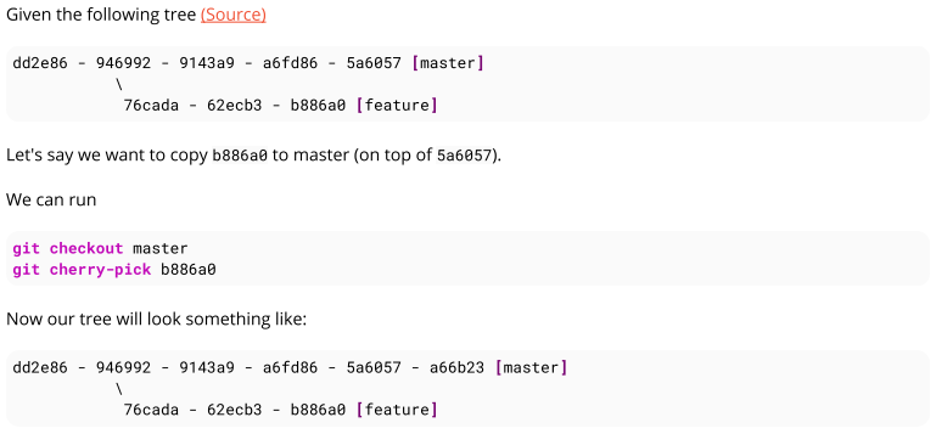 Given the following tree (Source)
dd2e86 - 946992 - 9143a9 - a6fd86 - 5a6057 [master]
\
76cada - 62ecb3 - b886a0 [feature]
Let's say we want to copy b886a0 to master (on top of 5a6057).
We can run
git checkout master
git cherry-pick b886a0
Now our tree will look something like:
dd2e86 - 946992 - 9143a9 - a6fd86 - 5a6057 - a66b23 [master]
\
76cada - 62ecb3 - b886a0 [feature]